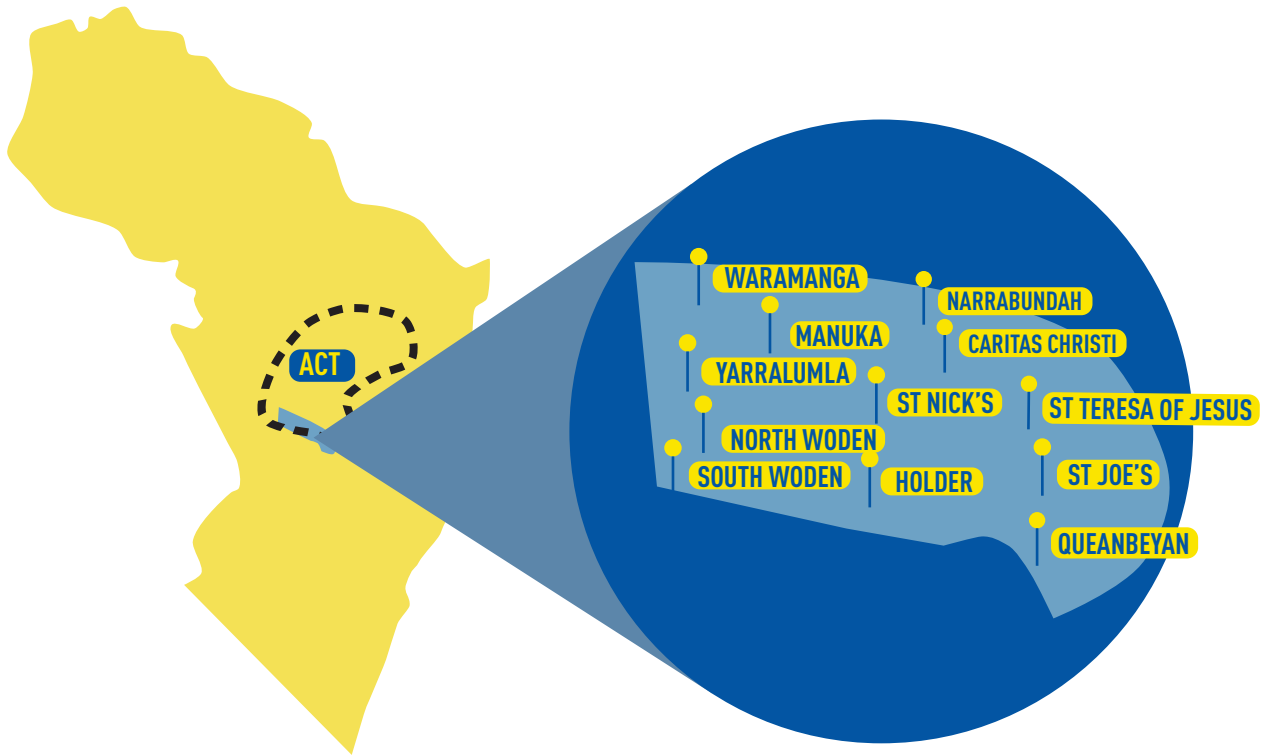 ACT
WARAMANGA
NARRABUNDAH
MANUKA
CARITAS CHRISTI
YARRALUMLA
ST NICK'S
ST TERESA OF JESUS
NORTH WODEN
SOUTH WODEN
HOLDER
ST JOE'S
QUEANBEYAN